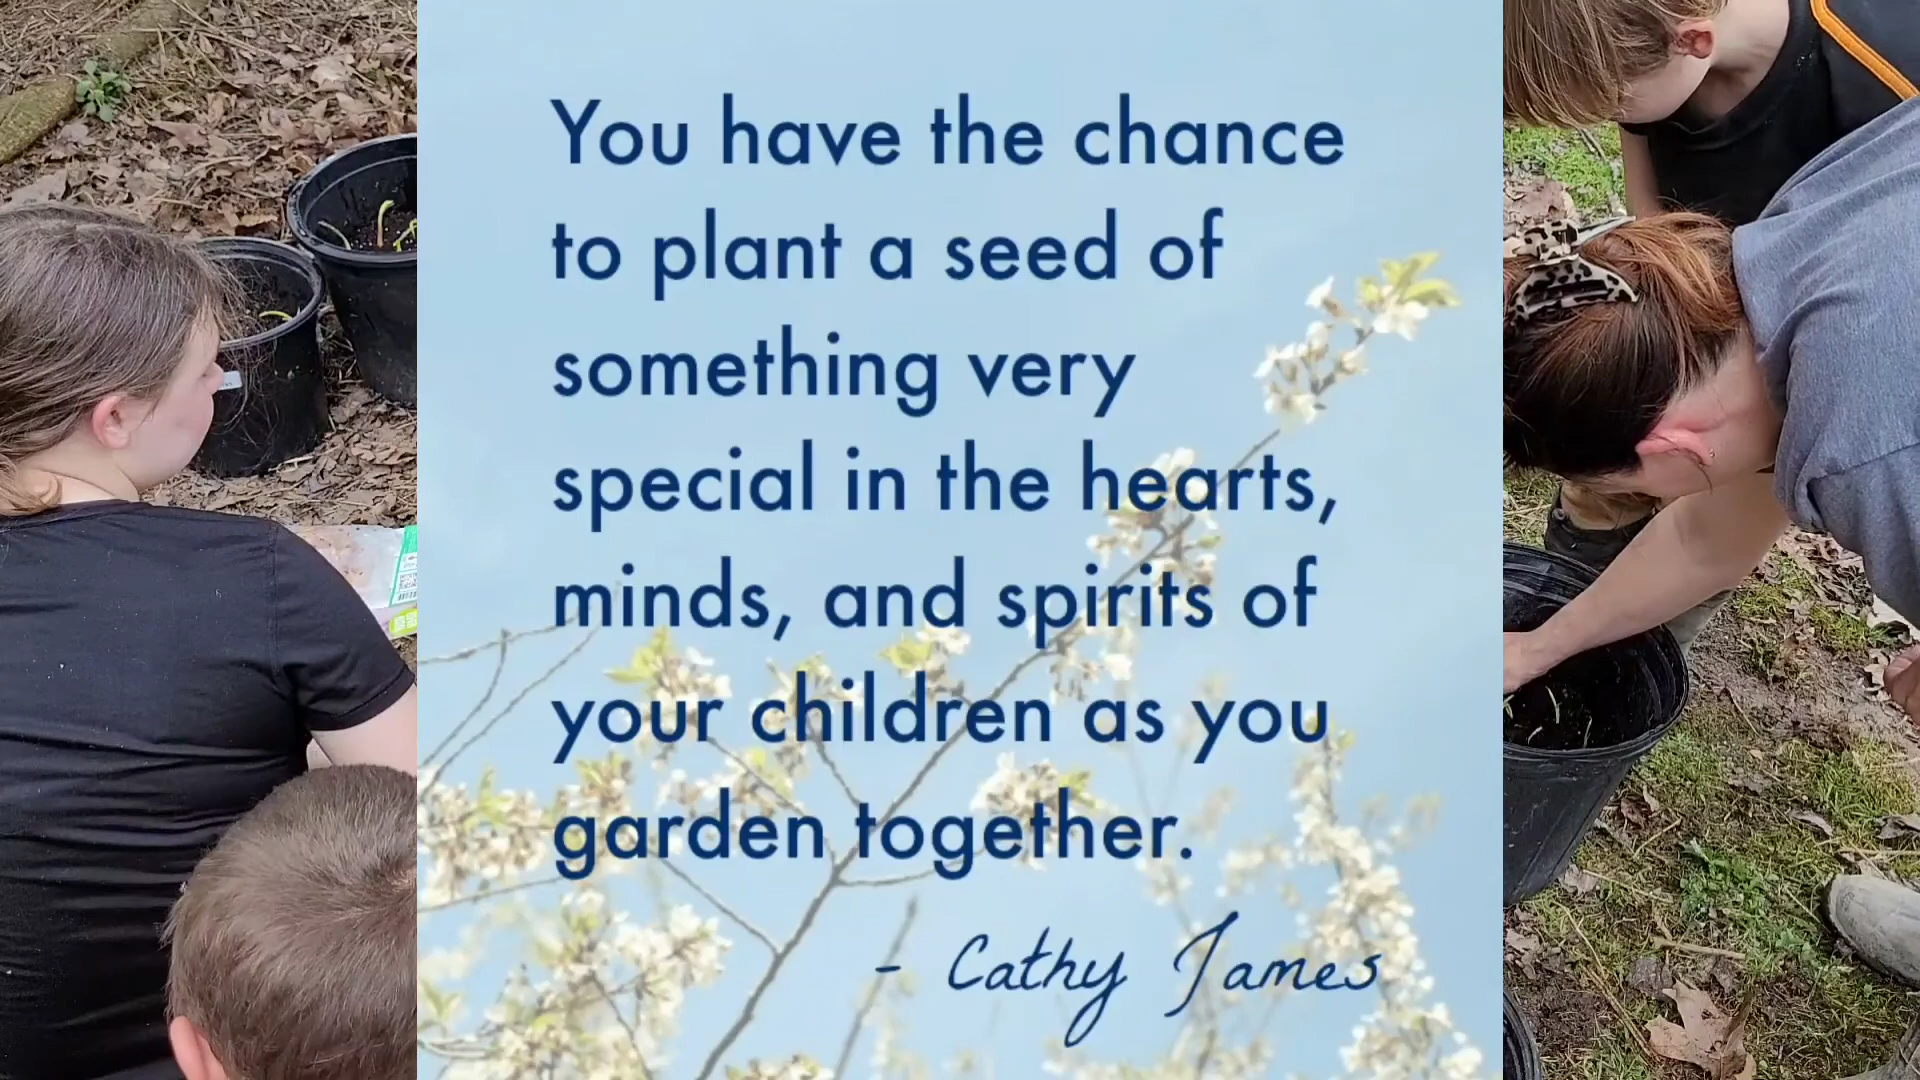 You have the chance
to plant a seed of
something very
special in the hearts,
minds, and spirits of
your children as you
garden together.
- Cathy James